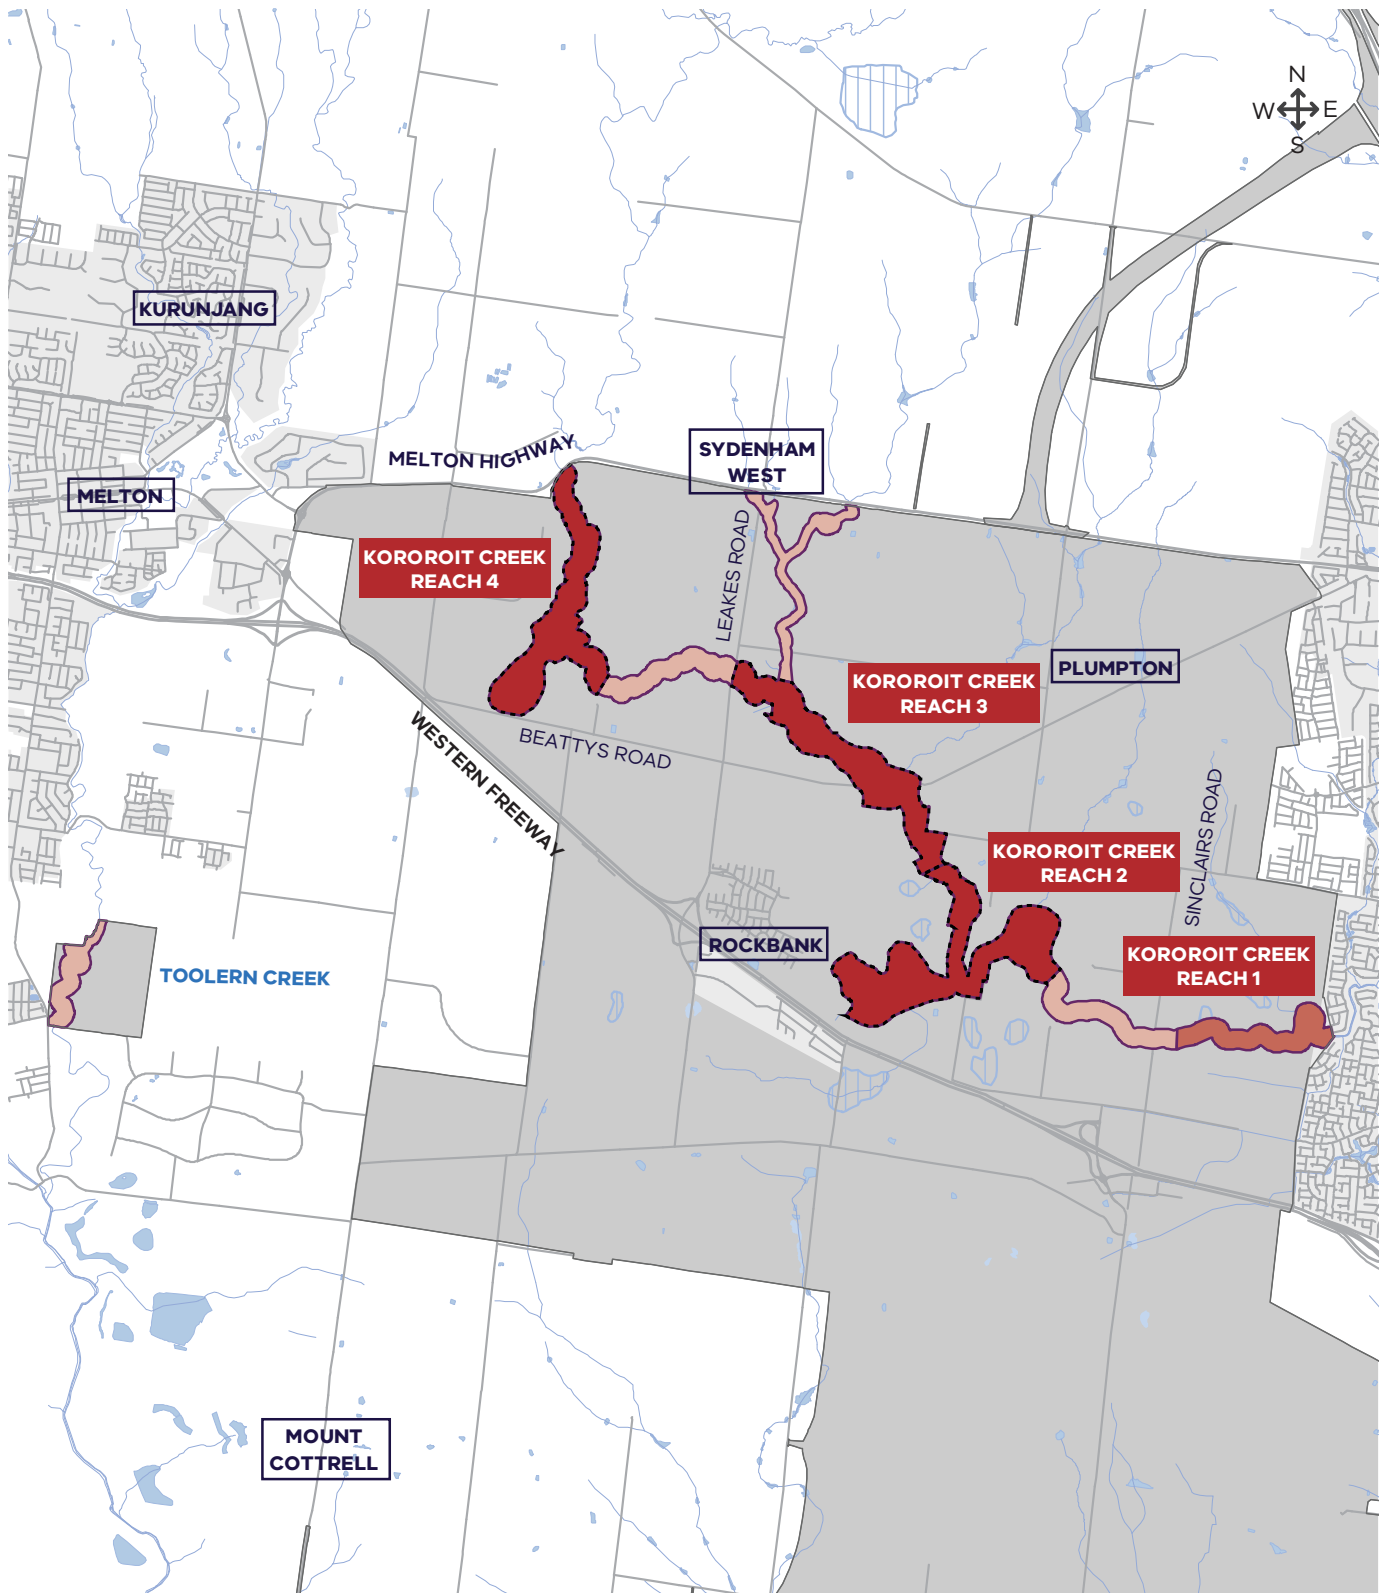 N
W
E
S
KURUNJANG
MELTON HIGHWAY
SYDENHAM
WEST
MELTON
KOROROIT CREEK
REACH 4
LEAKES ROAD
PLUMPTON
KOROROIT CREEK
REACH 3
BEATTYS ROAD
WESTERN FREEWAY
SINCLAIRS ROAD
KOROROIT CREEK
REACH 2
ROCKBANK
KOROROIT CREEK
REACH 1
TOOLERN CREEK
MOUNT
COTTRELL